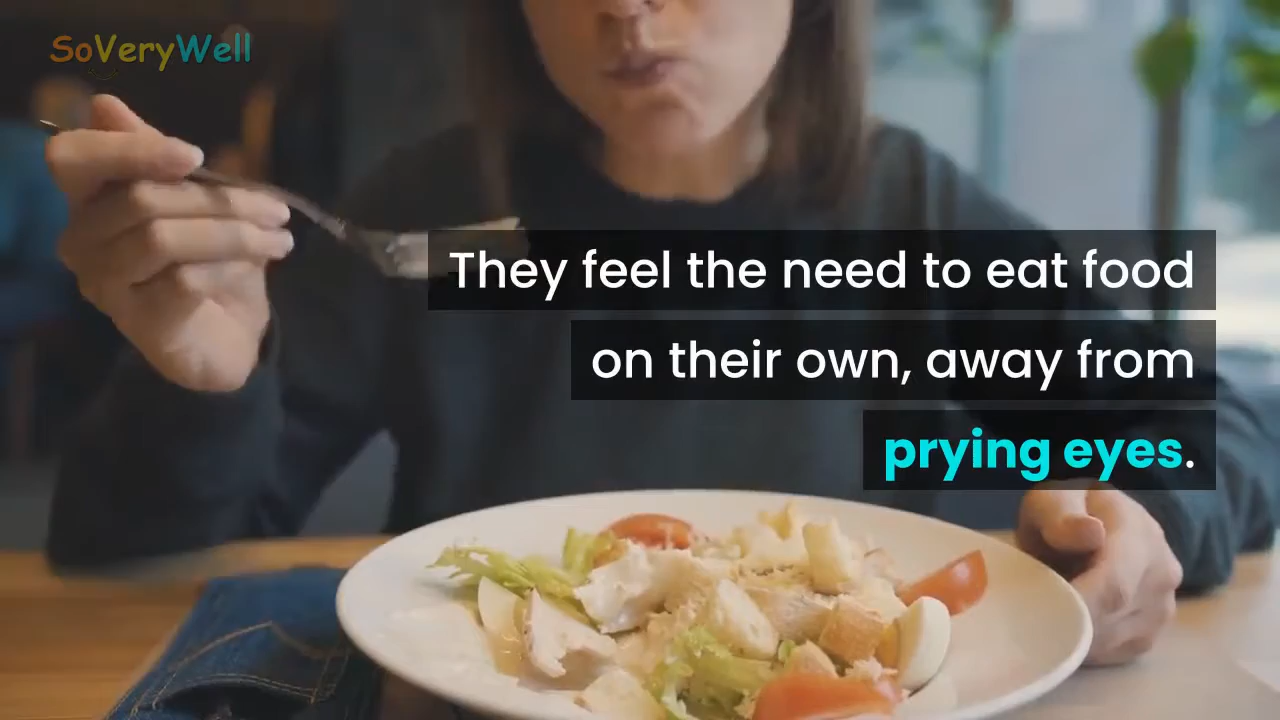 SoVeryWell
They feel the need to eat food
on their own, away from
prying eyes.